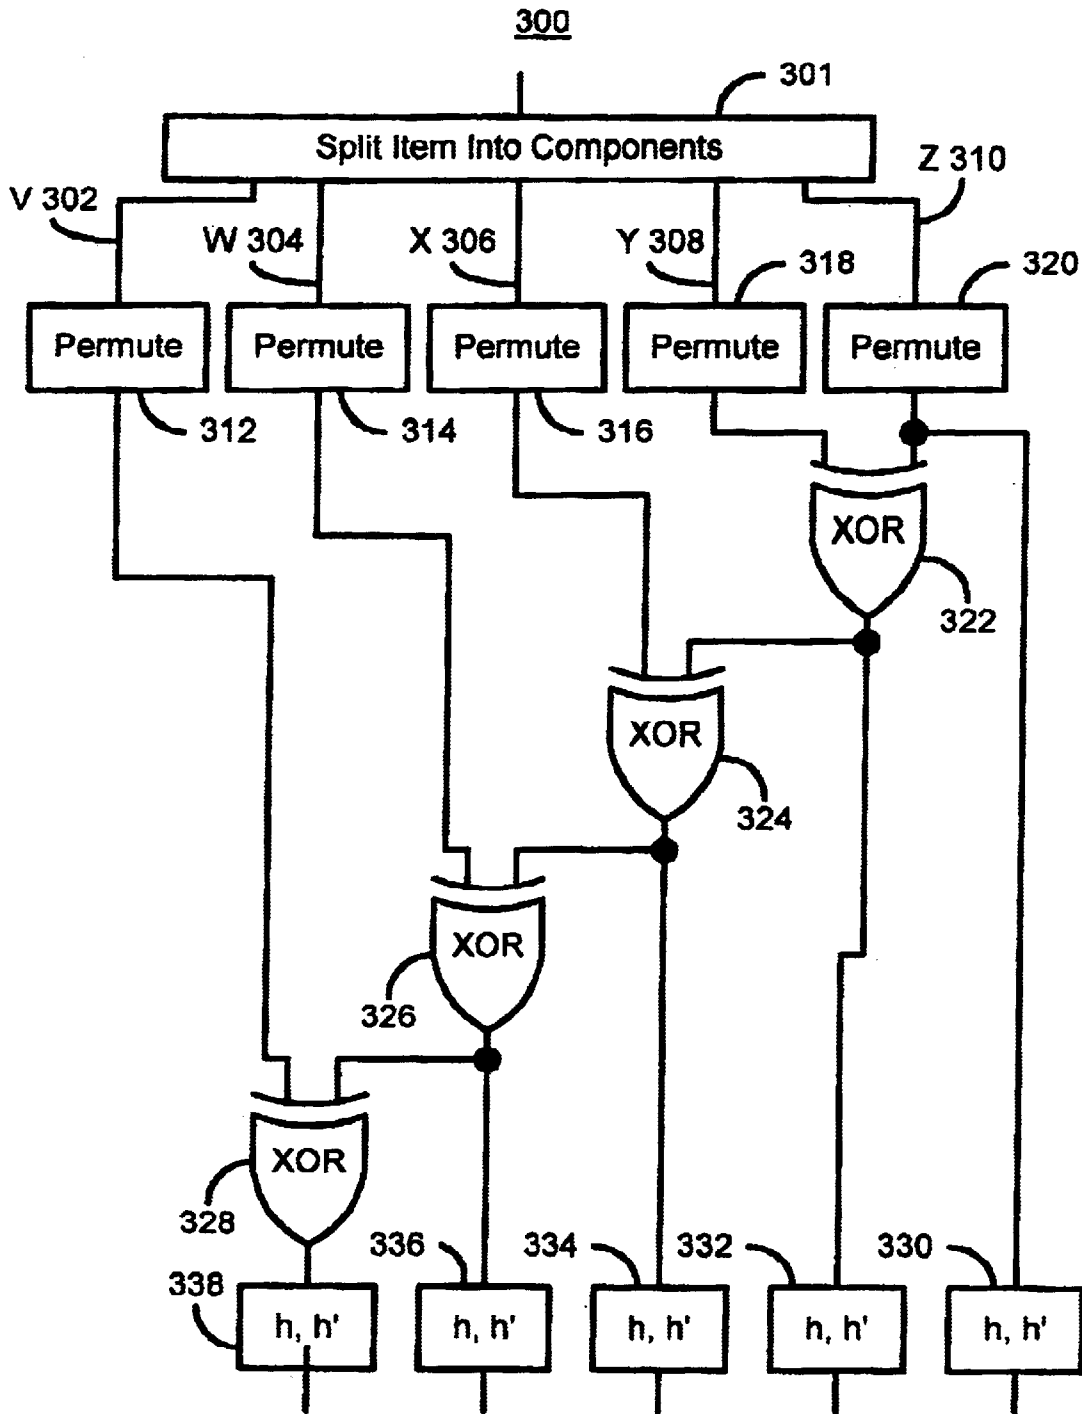 300
301
Split Item Into Components
V 302
W 304
X 306
Y 308
Z 310
318
320
Permute
Permute
Permute
Permute
Permute
312
314
316
XOR
322
XOR
324
XOR
326
XOR
328
336
334
332
330
338
h, h'
h, h'
h, h'
h, h'
h, h'